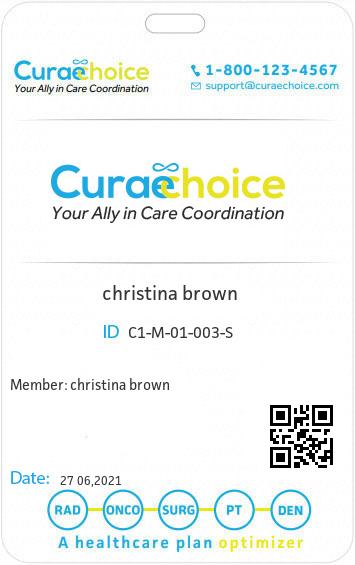 Curaechoice
Your Ally in Care Coordination
1-800-123-4567
support@curaechoice.com
Curaechoice
Your Ally in Care Coordination
christina brown
ID C1-M-01-003-S
Member: christina brown
Date: 27 06,2021
RAD ONCO SURG PT DEN
A healthcare plan optimizer